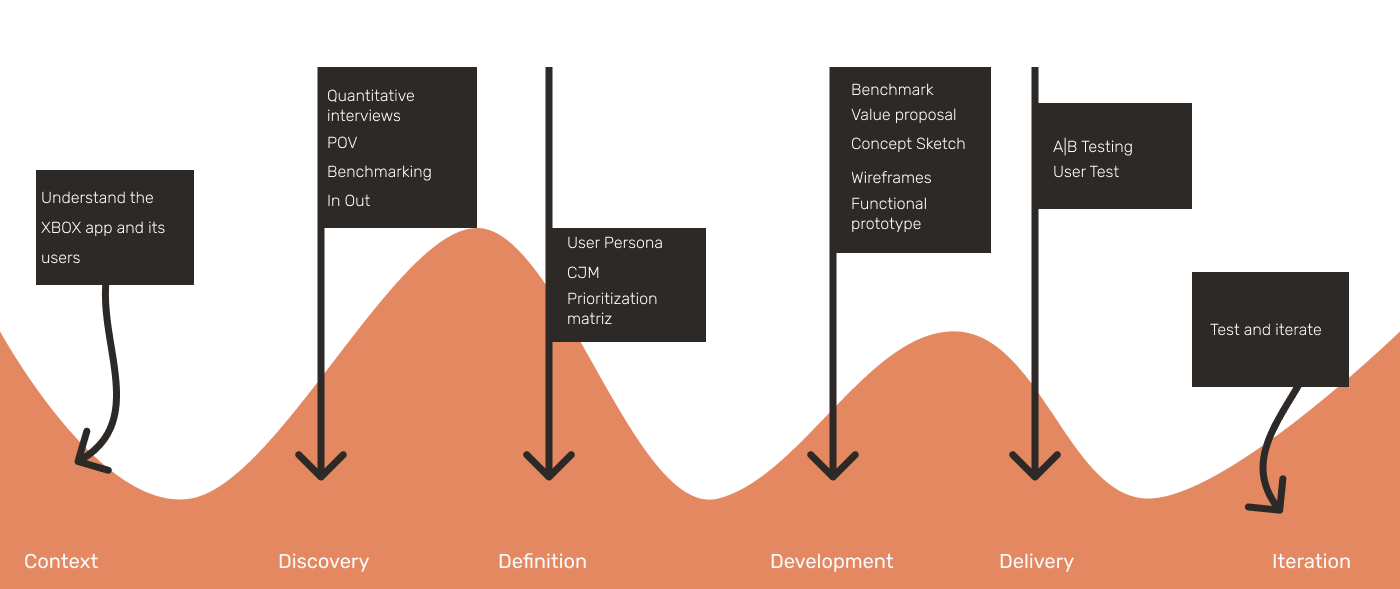 Understand the
XBOX app and its
users
Quantitative
interviews
POV
Benchmarking
In Out
User Persona
CJM
Prioritization
matriz
Benchmark
Value proposal
Concept Sketch
Wireframes
Functional
prototype
A|B Testing
User Test
Test and iterate
Context
Discovery
Definition
Development
Delivery
Iteration